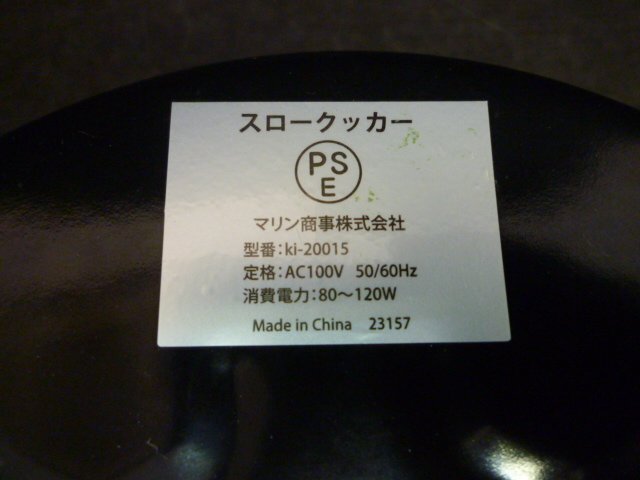 スロークッカー
PS
E
マリン商事株式会社
型番:ki-20015
定格:AC100V 50/60Hz
消費電力:80〜120W
Made in China 23157